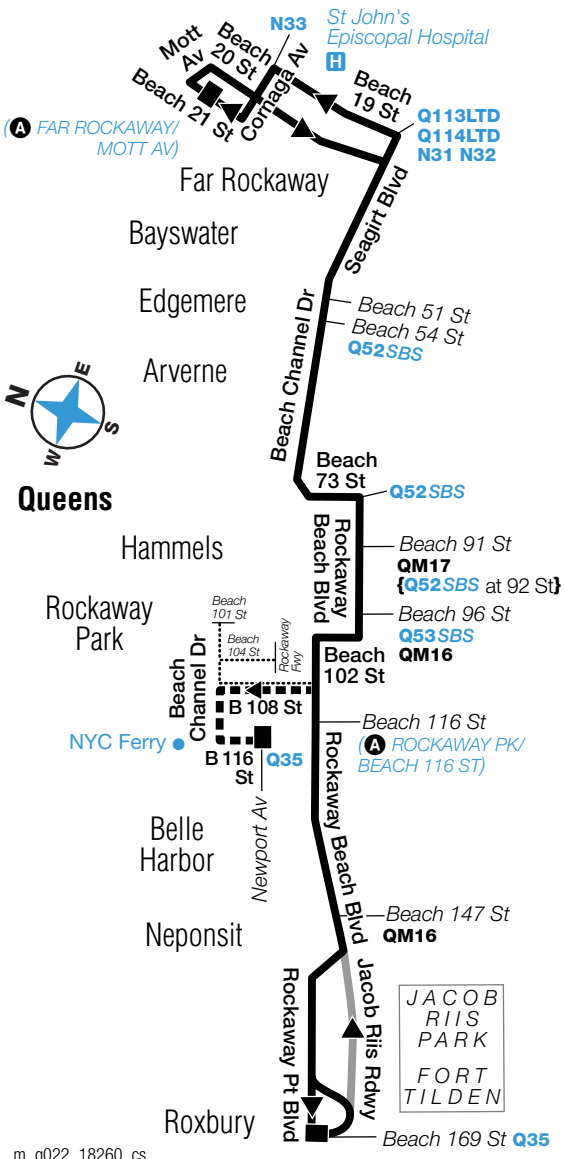 N33
St John's
Episcopal Hospital
H
Mott
Av
Beach
20 St
Cornaga Av
Beach
19 St
Beach 21 St
(A FAR ROCKAWAY/
MOTT AV)
Q113LTD
Q114LTD
N31 N32
Far Rockaway
Seagirt Blvd
Bayswater
Edgemere
Beach 51 St
Beach 54 St
Q52SBS
Beach Channel Dr
Arverne
N
E
S
W
Queens
Beach
73 St
Q52SBS
Rockaway
Beach Blvd
Hammels
Beach 91 St
QM17
{Q52SBS at 92 St}
Rockaway
Park
Beach
101 St
Beach
104 St
Rockaway
Fwy
Beach 96 St
Q53SBS
QM16
Beach
102 St
Beach
Channel Dr
B 108 St
Beach 116 St
(A ROCKAWAY PK/
BEACH 116 ST)
NYC Ferry
B 116
St
Q35
Newport Av
Rockaway Beach Blvd
Belle
Harbor
Beach 147 St
QM16
Neponsit
Rockaway Pt Blvd
Jacob Riis Rdwy
JACOB
RIIS
PARK
FORT
TILDEN
Roxbury
Beach 169 St Q35
m_q022_18260_cs